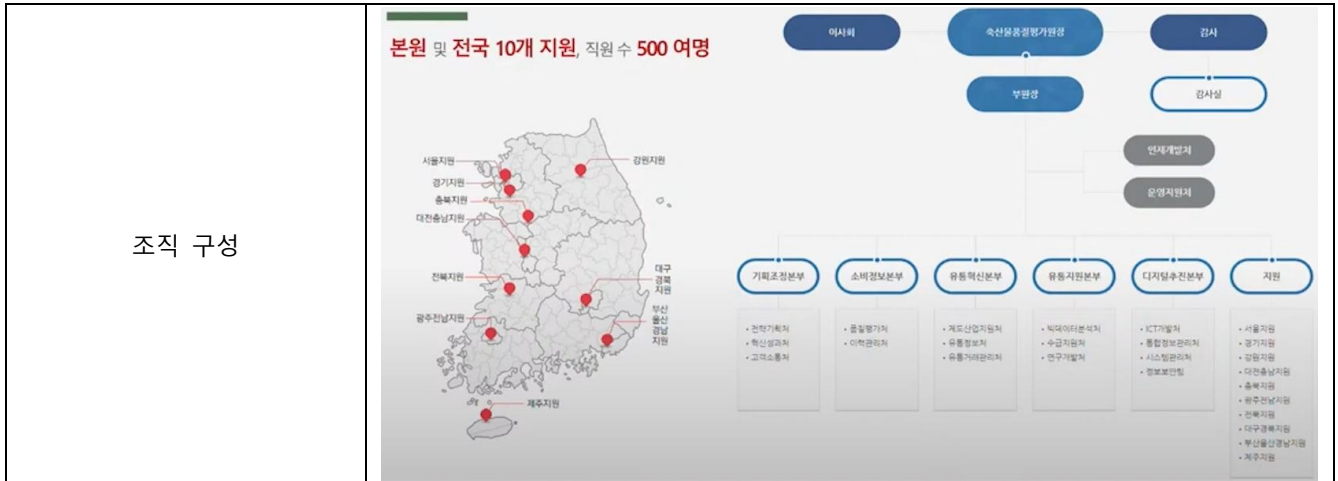 조직 구성
본원 및 전국 10개 지원, 직원 수 500 여명
서울지원
경기지원
충북지원
대전충남지원
전북지원
광주전남지원
제주지원
강원지원
대구
경북
지원
부산
울산
경남
지원
이사회
축산물품질평가원장
감사
부원장
감사실
인재개발처
운영지원처
기획조정본부
• 전략기획처
• 혁신성과처
• 고객소통처
소비정보본부
• 품질평가처
• 이력관리처
유통혁신본부
• 제도산업지원처
• 유통정보처
• 유통거래관리처
유통지원본부
• 빅데이터분석처
• 수급지원처
• 연구개발처
디지털추진본부
• ICT개발처
• 통합정보관리처
• 시스템관리처
• 정보보안팀
지원
• 서울지원
• 경기지원
• 강원지원
• 대전충남지원
• 충북지원
• 광주전남지원
• 전북지원
• 대구경북지원
• 부산울산경남지원
• 제주지원